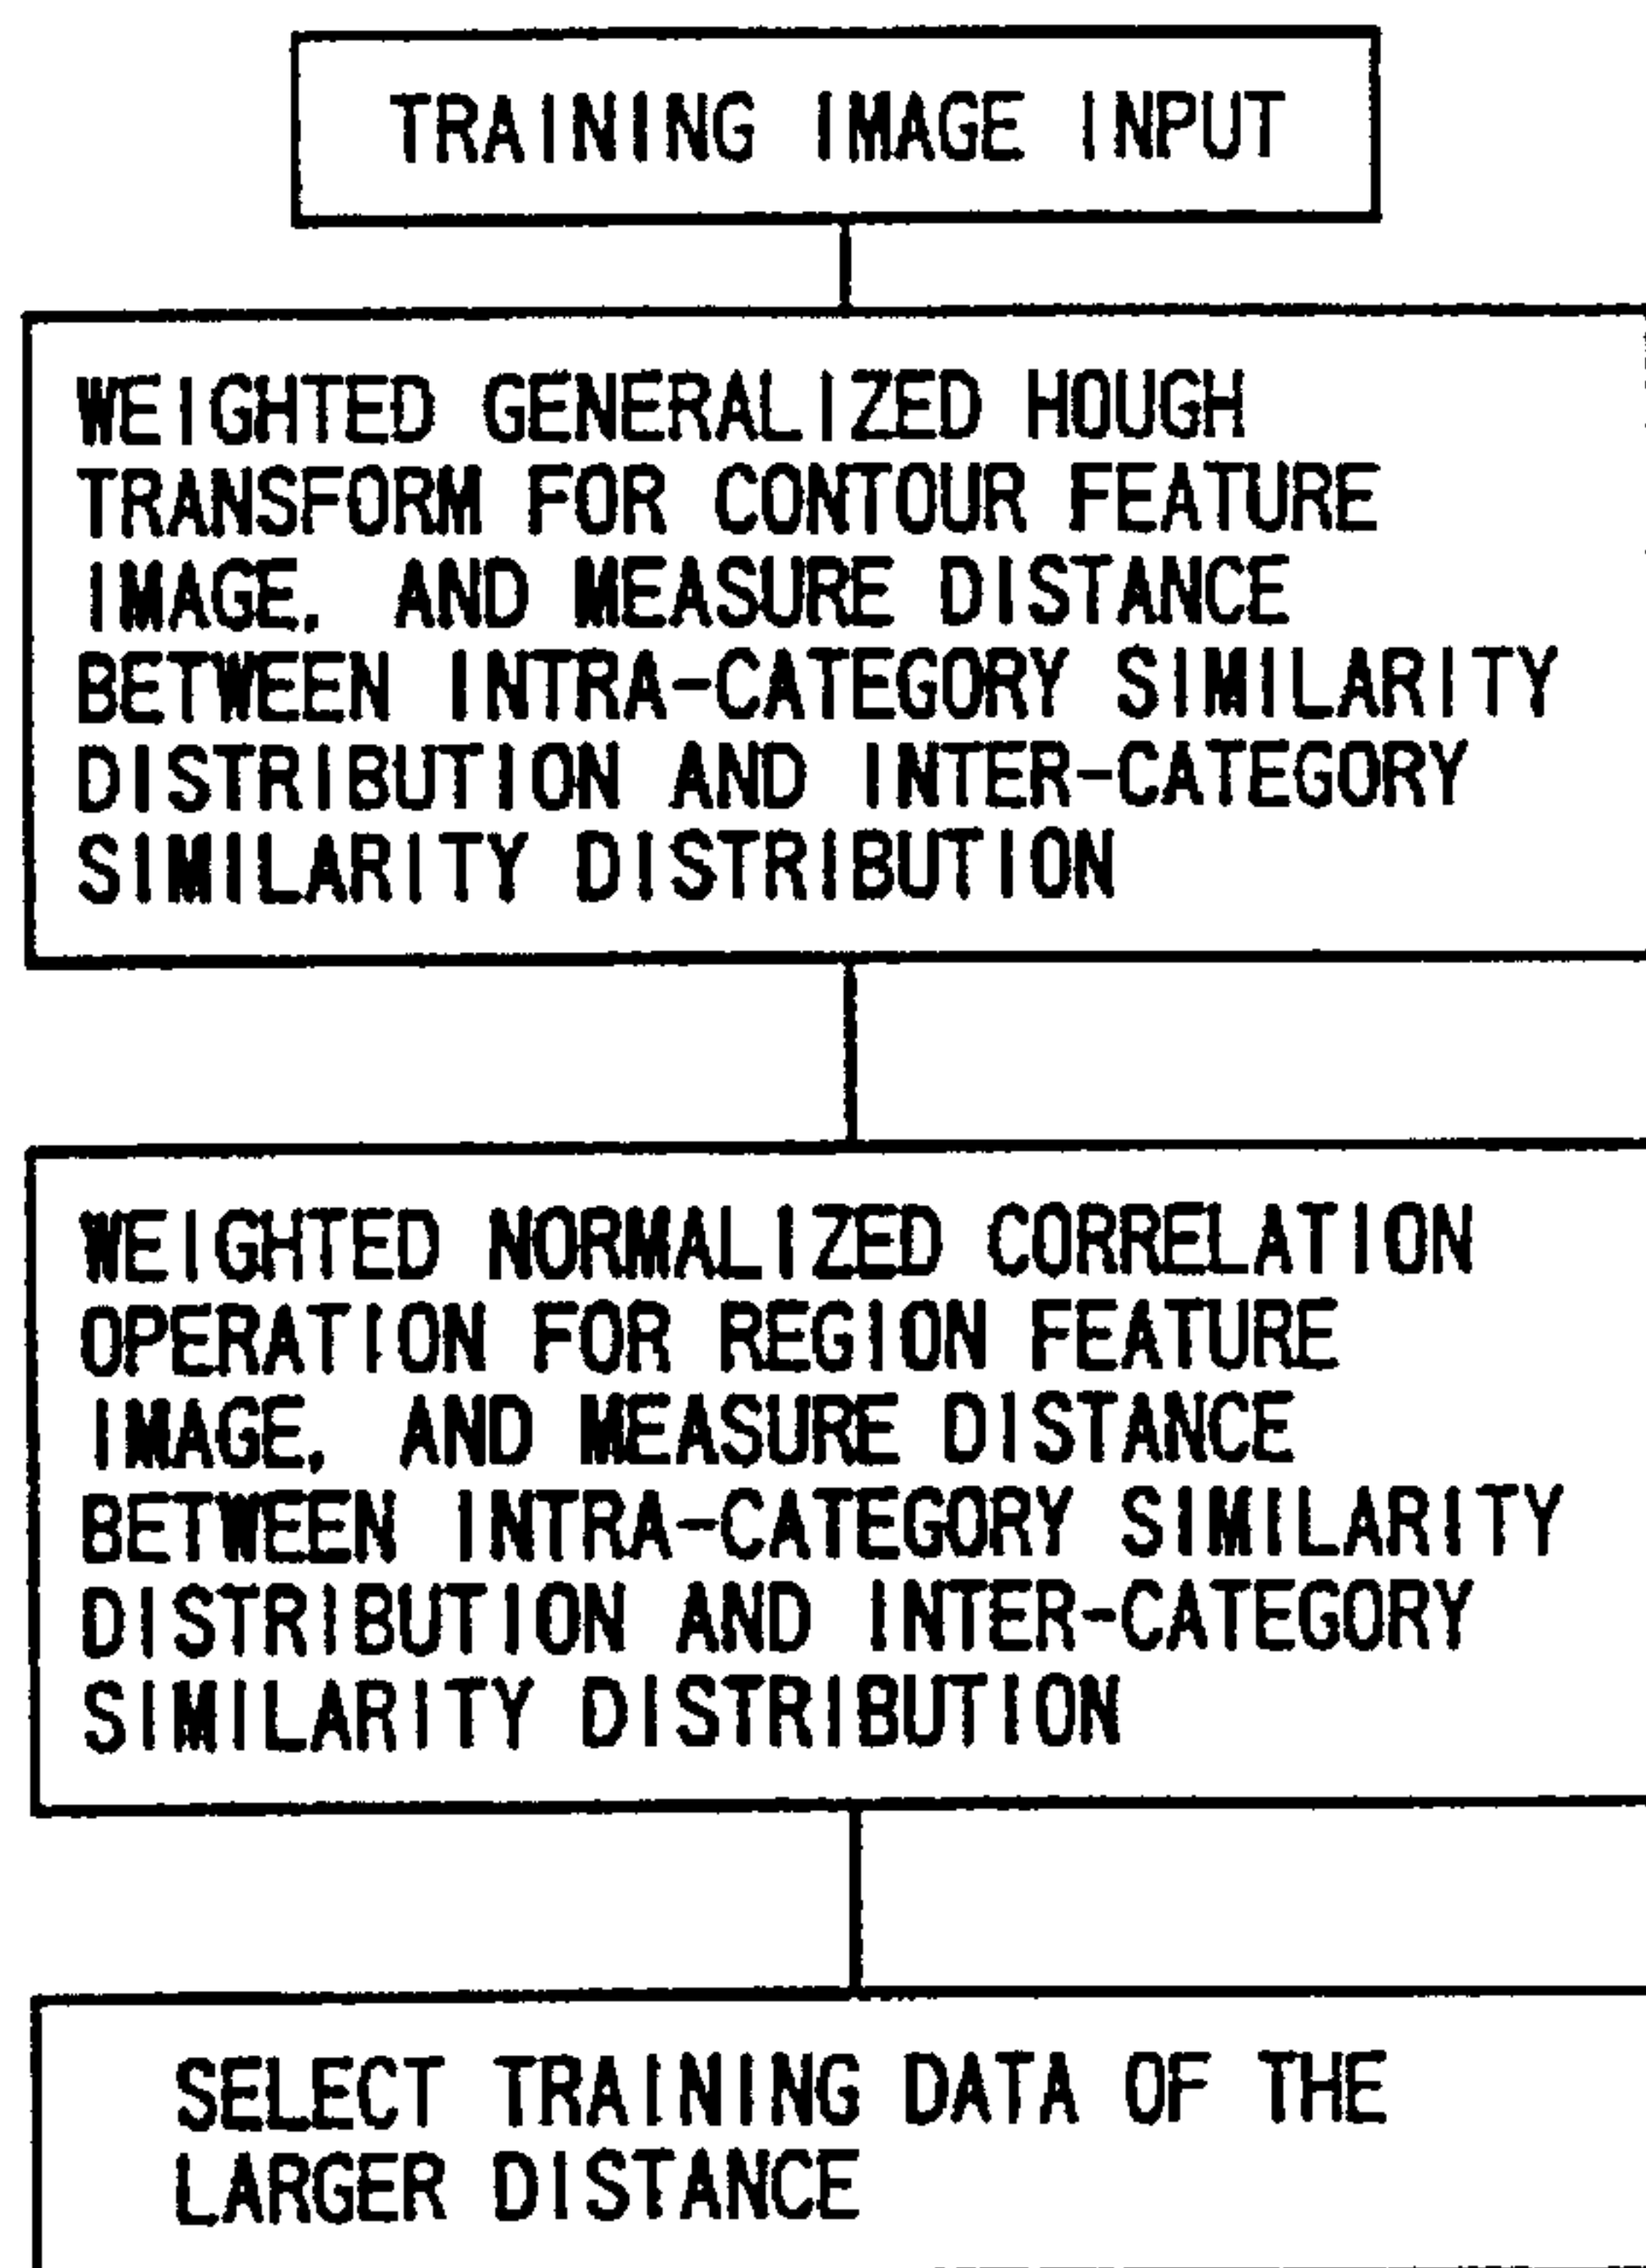 TRAINING IMAGE INPUT
WEIGHTED GENERALIZED HOUGH
TRANSFORM FOR CONTOUR FEATURE
IMAGE, AND MEASURE DISTANCE
BETWEEN INTRA-CATEGORY SIMILARITY
DISTRIBUTION AND INTER-CATEGORY
SIMILARITY DISTRIBUTION
WEIGHTED NORMALIZED CORRELATION
OPERATION FOR REGION FEATURE
IMAGE, AND MEASURE DISTANCE
BETWEEN INTRA-CATEGORY SIMILARITY
DISTRIBUTION AND INTER-CATEGORY
SIMILARITY DISTRIBUTION
SELECT TRAINING DATA OF THE
LARGER DISTANCE